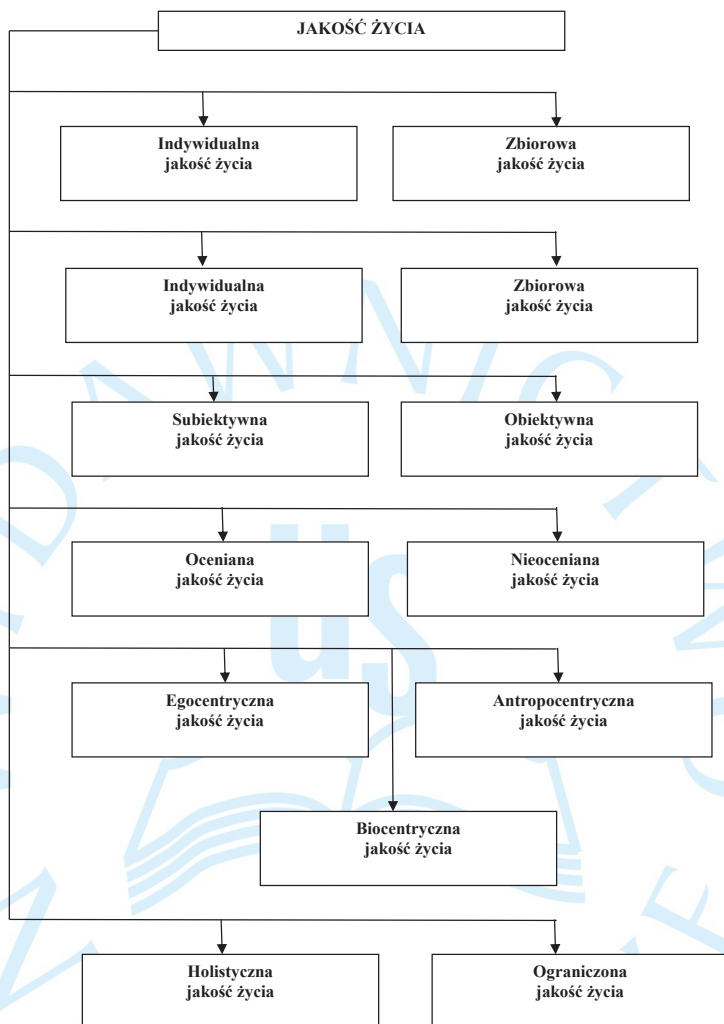 JAKOŚĆ ŻYCIA
Indywidualna
jakość życia
Zbiorowa
jakość życia
Indywidualna
jakość życia
Zbiorowa
jakość życia
Subiektywna
jakość życia
Obiektywna
jakość życia
Oceniana
jakość życia
Nieoceniana
jakość życia
Egocentryczna
jakość życia
Antropocentryczna
jakość życia
Biocentryczna
jakość życia
Holistyczna
jakość życia
Ograniczona
jakość życia